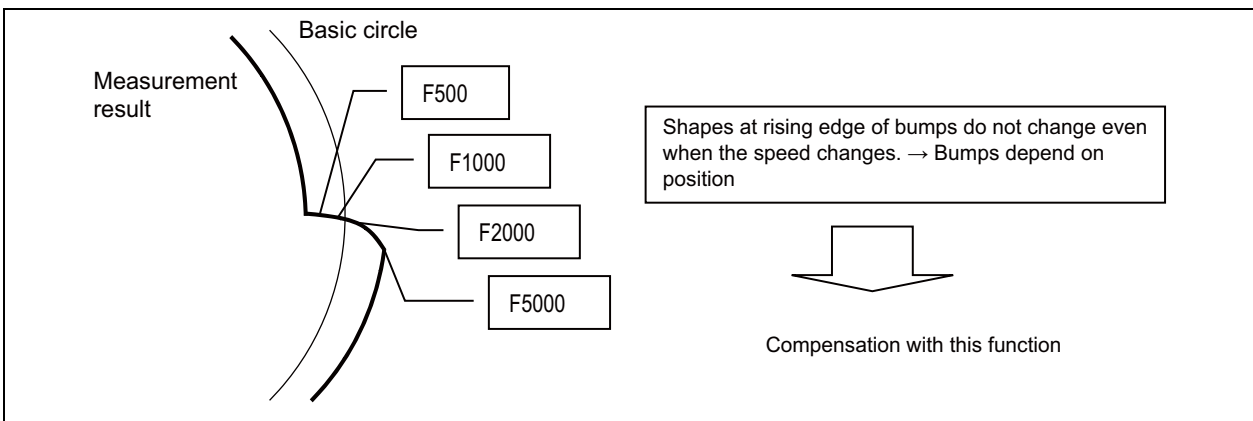 Basic circle
Measurement
result
F500
F1000
F2000
F5000
Shapes at rising edge of bumps do not change even
when the speed changes. → Bumps depend on
position
Compensation with this function